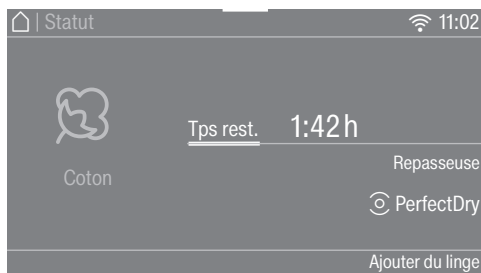 | Statut
11:02
Tps rest. 1:42 h
Coton
Repasseuse
PerfectDry
Ajouter du linge